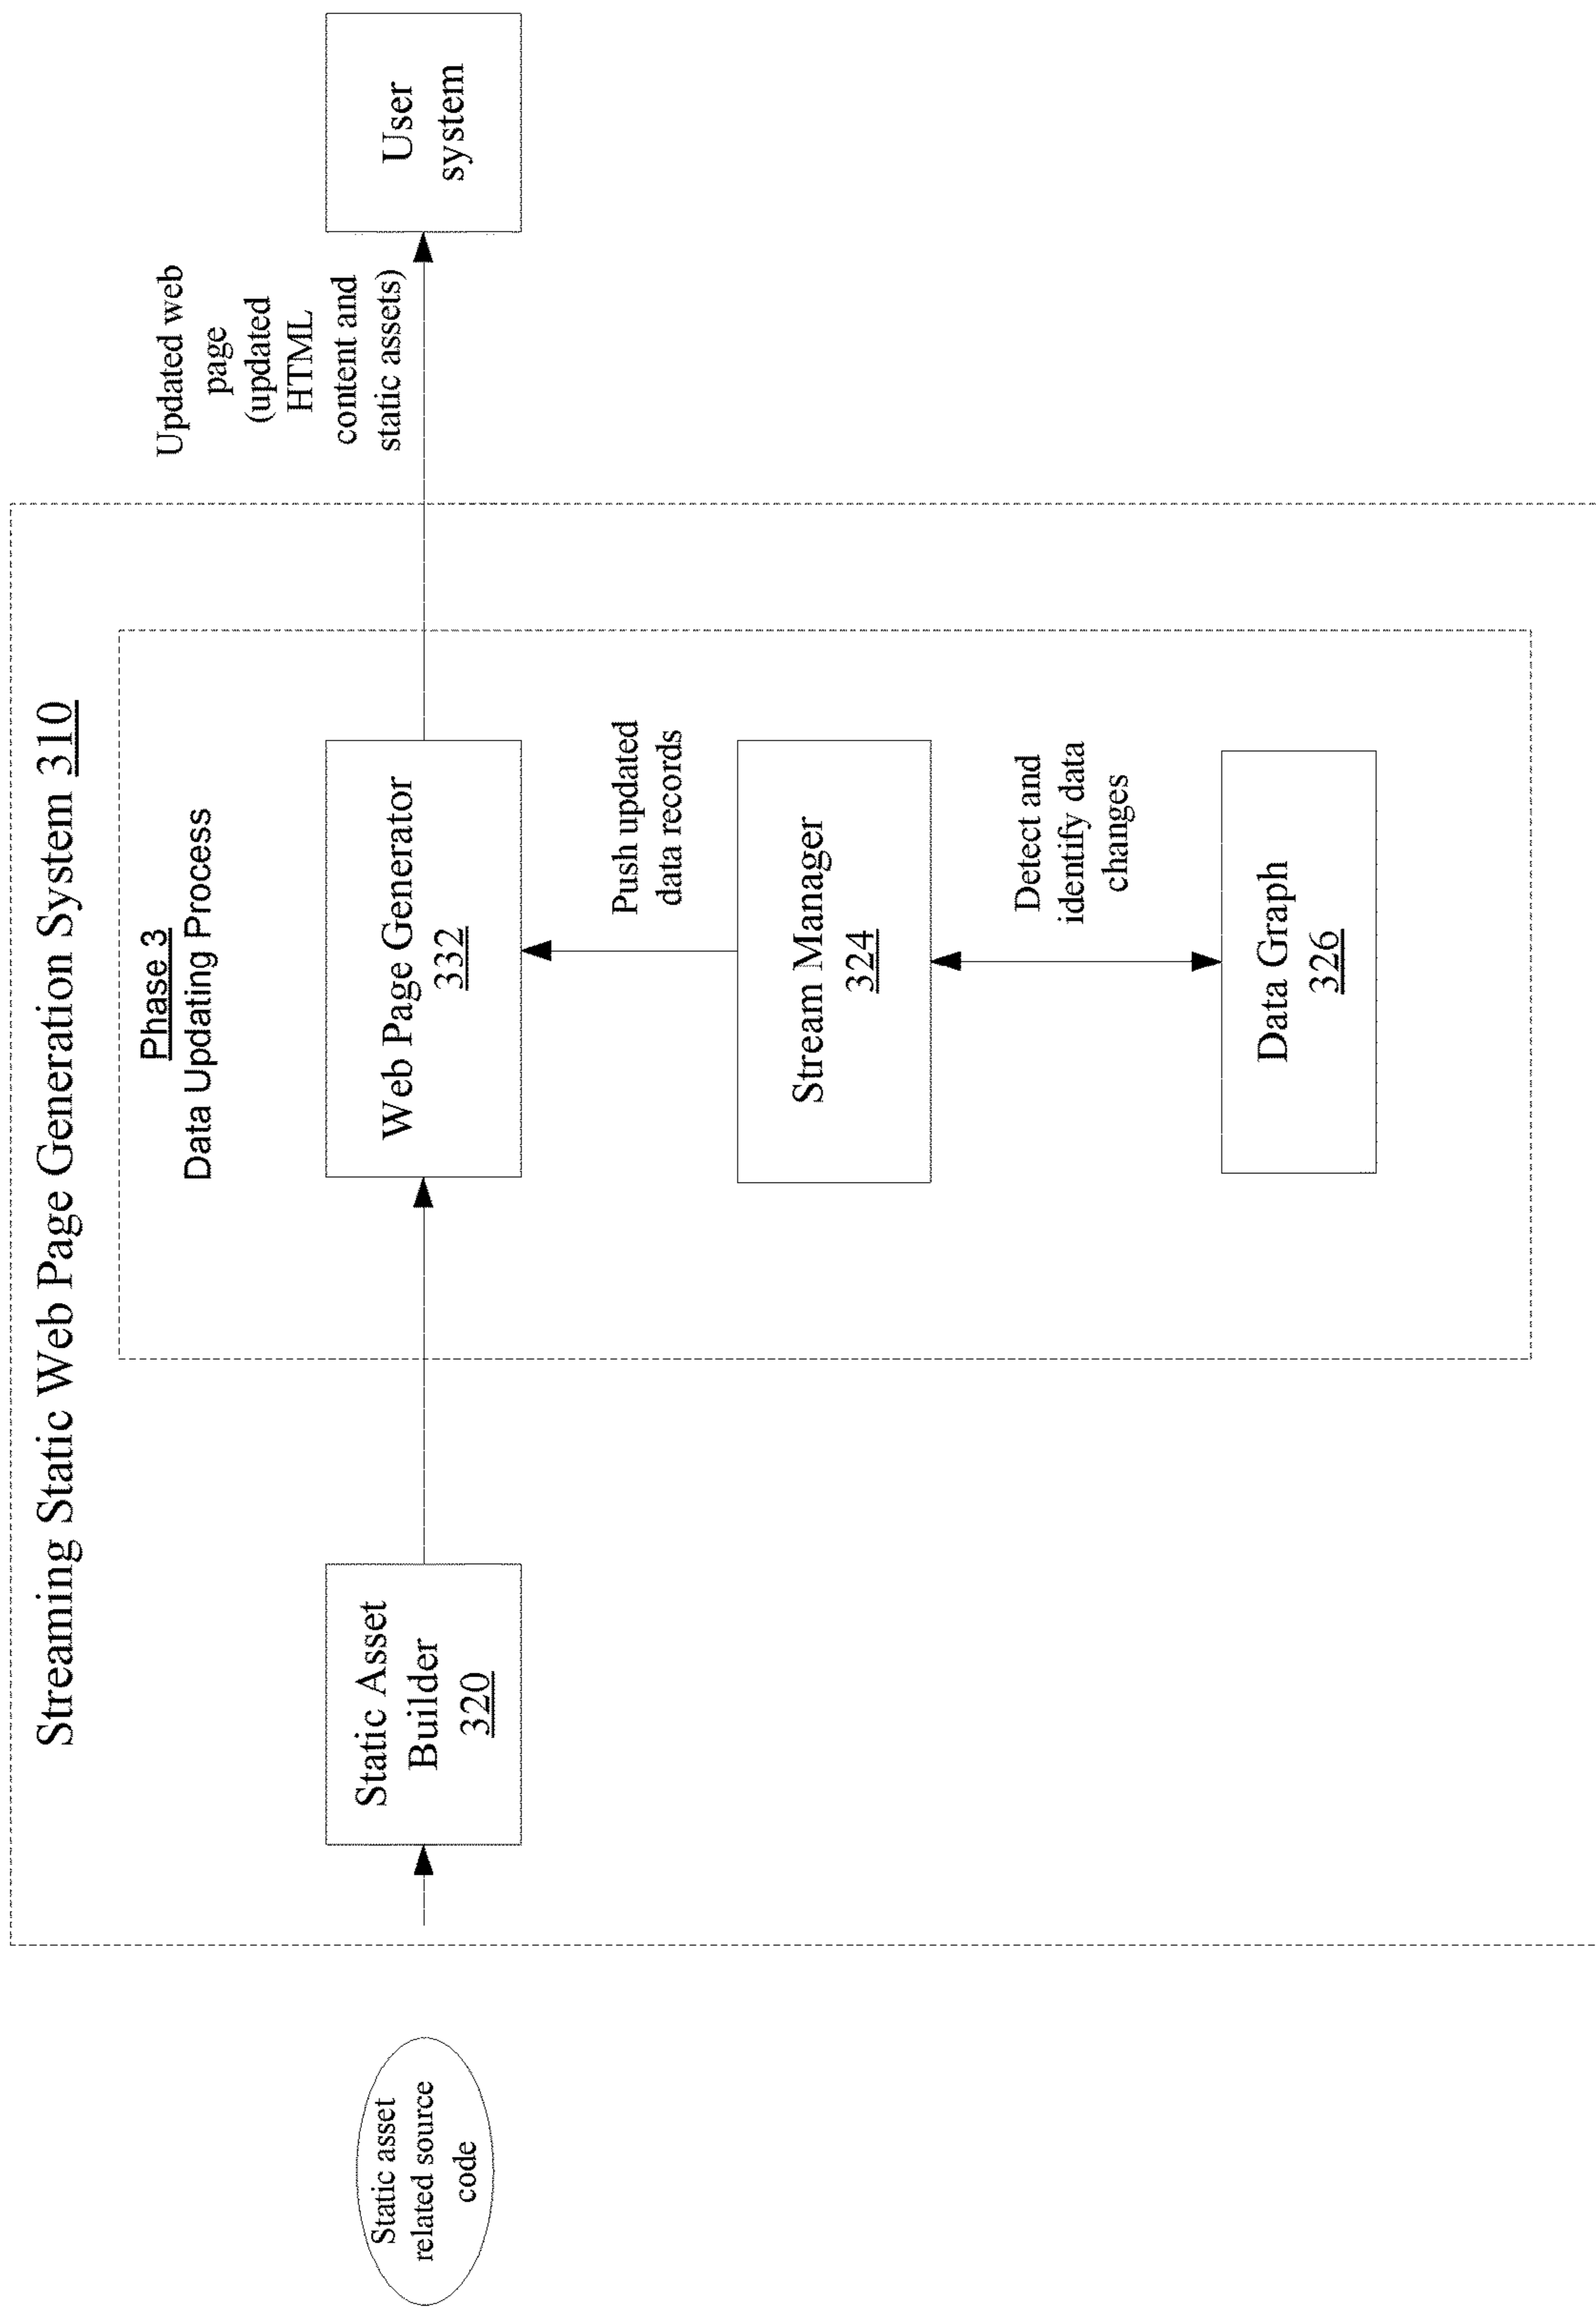 Streaming Static Web Page Generation System 310
Phase 3
Data Updating Process
Static asset
related source
code
Static Asset
Builder
320
Web Page Generator
332
Updated web
page
(updated
HTML
content and
static assets)
User
system
Push updated
data records
Stream Manager
324
Detect and
identify data
changes
Data Graph
326